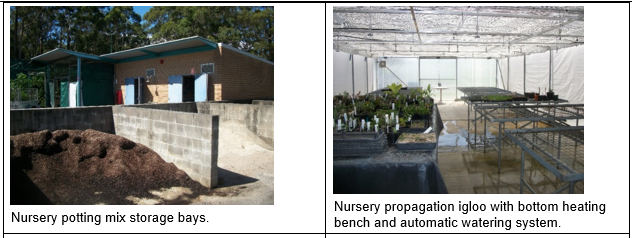 Nursery potting mix storage bays.
Nursery propagation igloo with bottom heating
bench and automatic watering system.